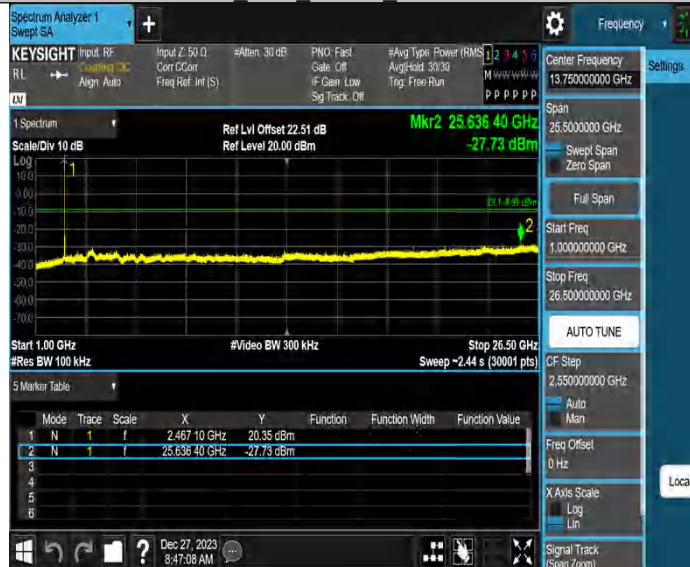 Spectrum Analyzer 1
Swept SA
Frequency
KEYSIGHT
Input: RF
Coupling: DC
Align: Auto
Input Z: 50 Ω
Corr CCorr
Freq Ref: Int (S)
#Atten: 30 dB
PNO: Fast
Gate: Off
IF Gain: Low
Sig Track: Off
#Avg Type: Power (RMS)
Avg|Hold: 30/30
Trig: Free Run
1 2 3 4 5 6
M W W W W W
P P P P P P
RL
LXI
Center Frequency
13.750000000 GHz
Settings
Span
25.5000000 GHz
Swept Span
Zero Span
Full Span
Start Freq
1.000000000 GHz
Stop Freq
26.500000000 GHz
AUTO TUNE
CF Step
2.550000000 GHz
Auto
Man
Freq Offset
0 Hz
X Axis Scale
Log
Lin
Local
Signal Track
(Span Zoom)
1 Spectrum
Scale/Div 10 dB
Ref Lvl Offset 22.51 dB
Ref Level 20.00 dBm
Mkr2 25.636 40 GHz
-27.73 dBm
Log
10.0
0.00
-10.0
-20.0
-30.0
-40.0
-50.0
-60.0
-70.0
1
2
Start 1.00 GHz
#Res BW 100 kHz
#Video BW 300 kHz
Stop 26.50 GHz
Sweep ~2.44 s (30001 pts)
5 Marker Table
Mode Trace Scale X Y Function Function Width Function Value
1 N 1 f 2.467 10 GHz 20.35 dBm
2 N 1 f 25.636 40 GHz -27.73 dBm
3
4
5
6
Dec 27, 2023
8:47:08 AM